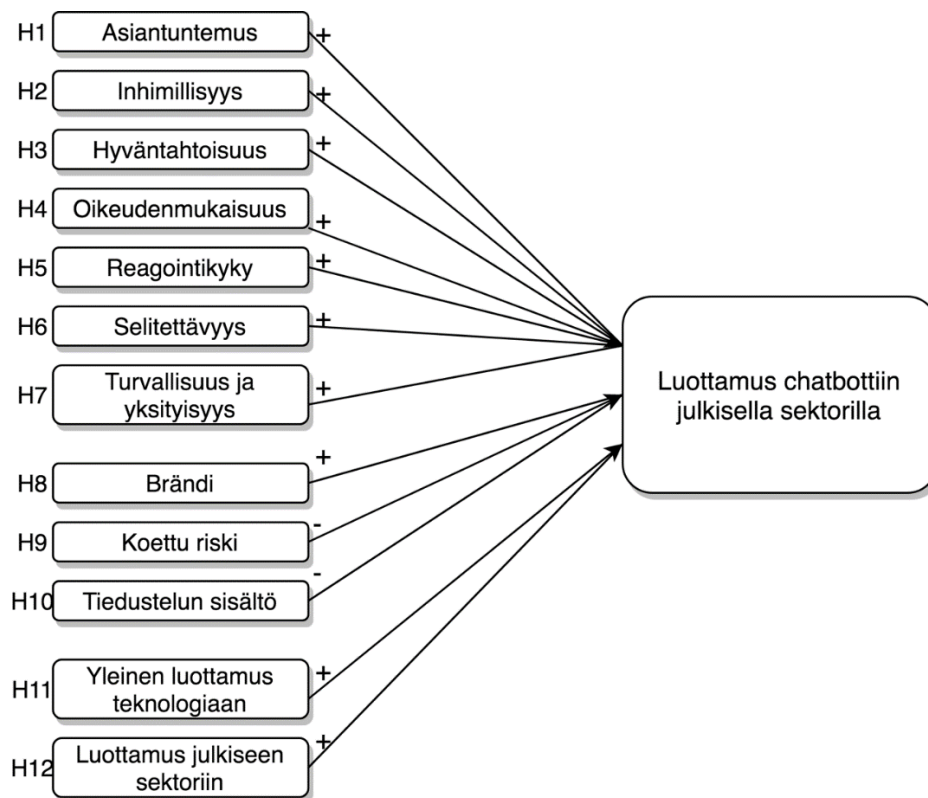 H1 Asiantuntemus +
H2 Inhimillisyys +
H3 Hyväntahtoisuus +
H4 Oikeudenmukaisuus +
H5 Reagointikyky +
H6 Selitettävyys +
H7 Turvallisuus ja
yksityisyys +
H8 Brändi +
H9 Koettu riski -
H10 Tiedustelun sisältö -
H11 Yleinen luottamus
teknologiaan +
H12 Luottamus julkiseen
sektoriin +
Luottamus chatbottiin
julkisella sektorilla